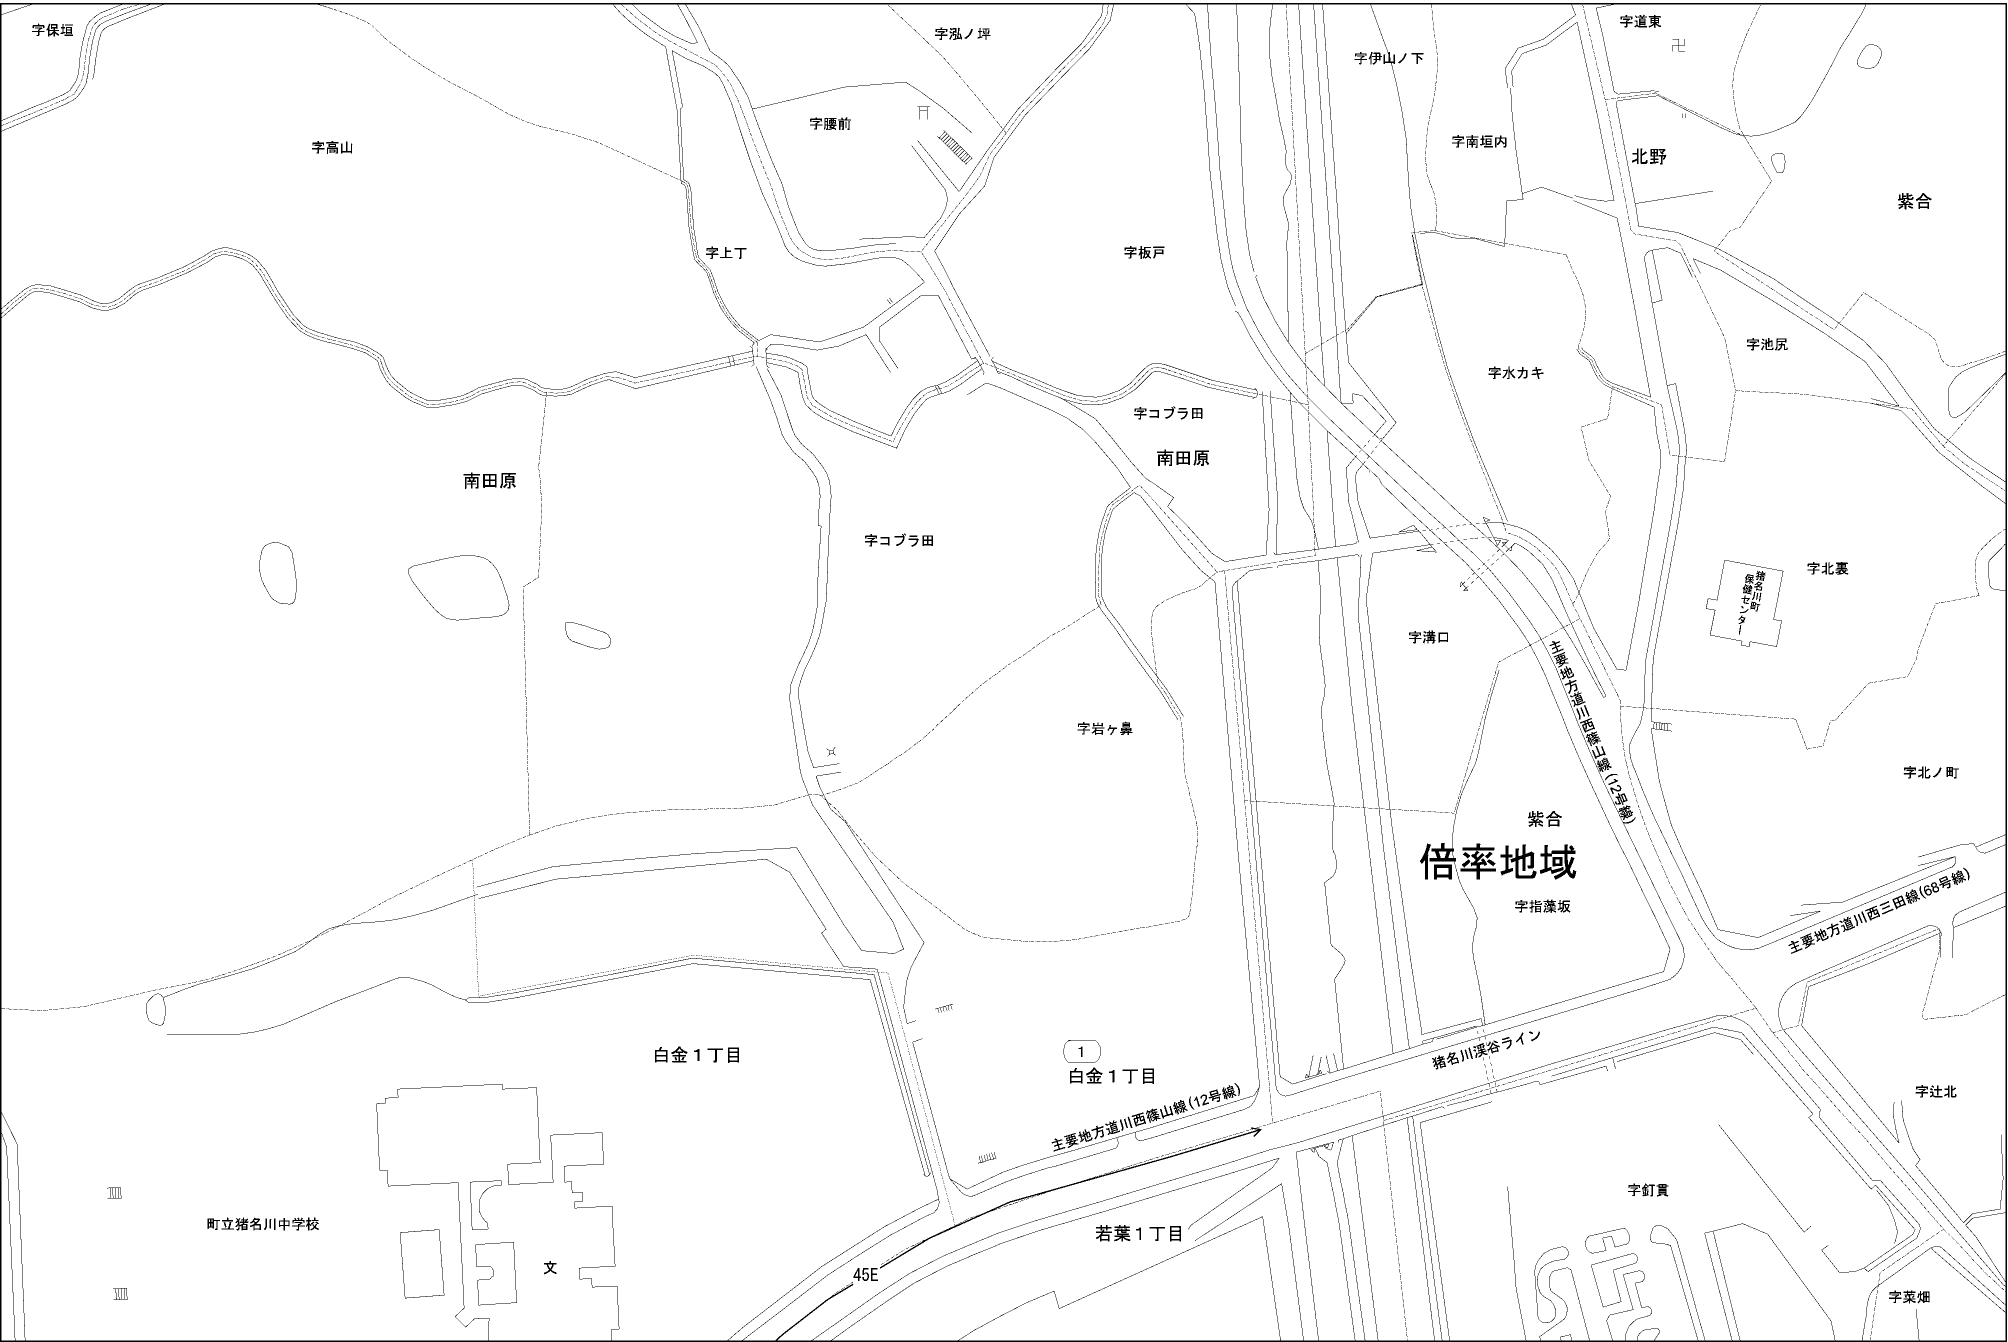 字保垣
字泓ノ坪
字道東
字伊山ノ下
字腰前
字高山
字南垣内
北野
紫合
字上丁
字板戸
字池尻
字水カキ
字コブラ田
南田原
南田原
字コブラ田
字北裏
猪名川町
保健センター
字溝口
主要地方道川西篠山線(12号線)
字岩ヶ鼻
字北ノ町
紫合
倍率地域
字指藻坂
主要地方道川西三田線(68号線)
白金1丁目
1
白金1丁目
猪名川渓谷ライン
主要地方道川西篠山線(12号線)
字辻北
字釘貫
町立猪名川中学校
若葉1丁目
文
45E
字菜畑